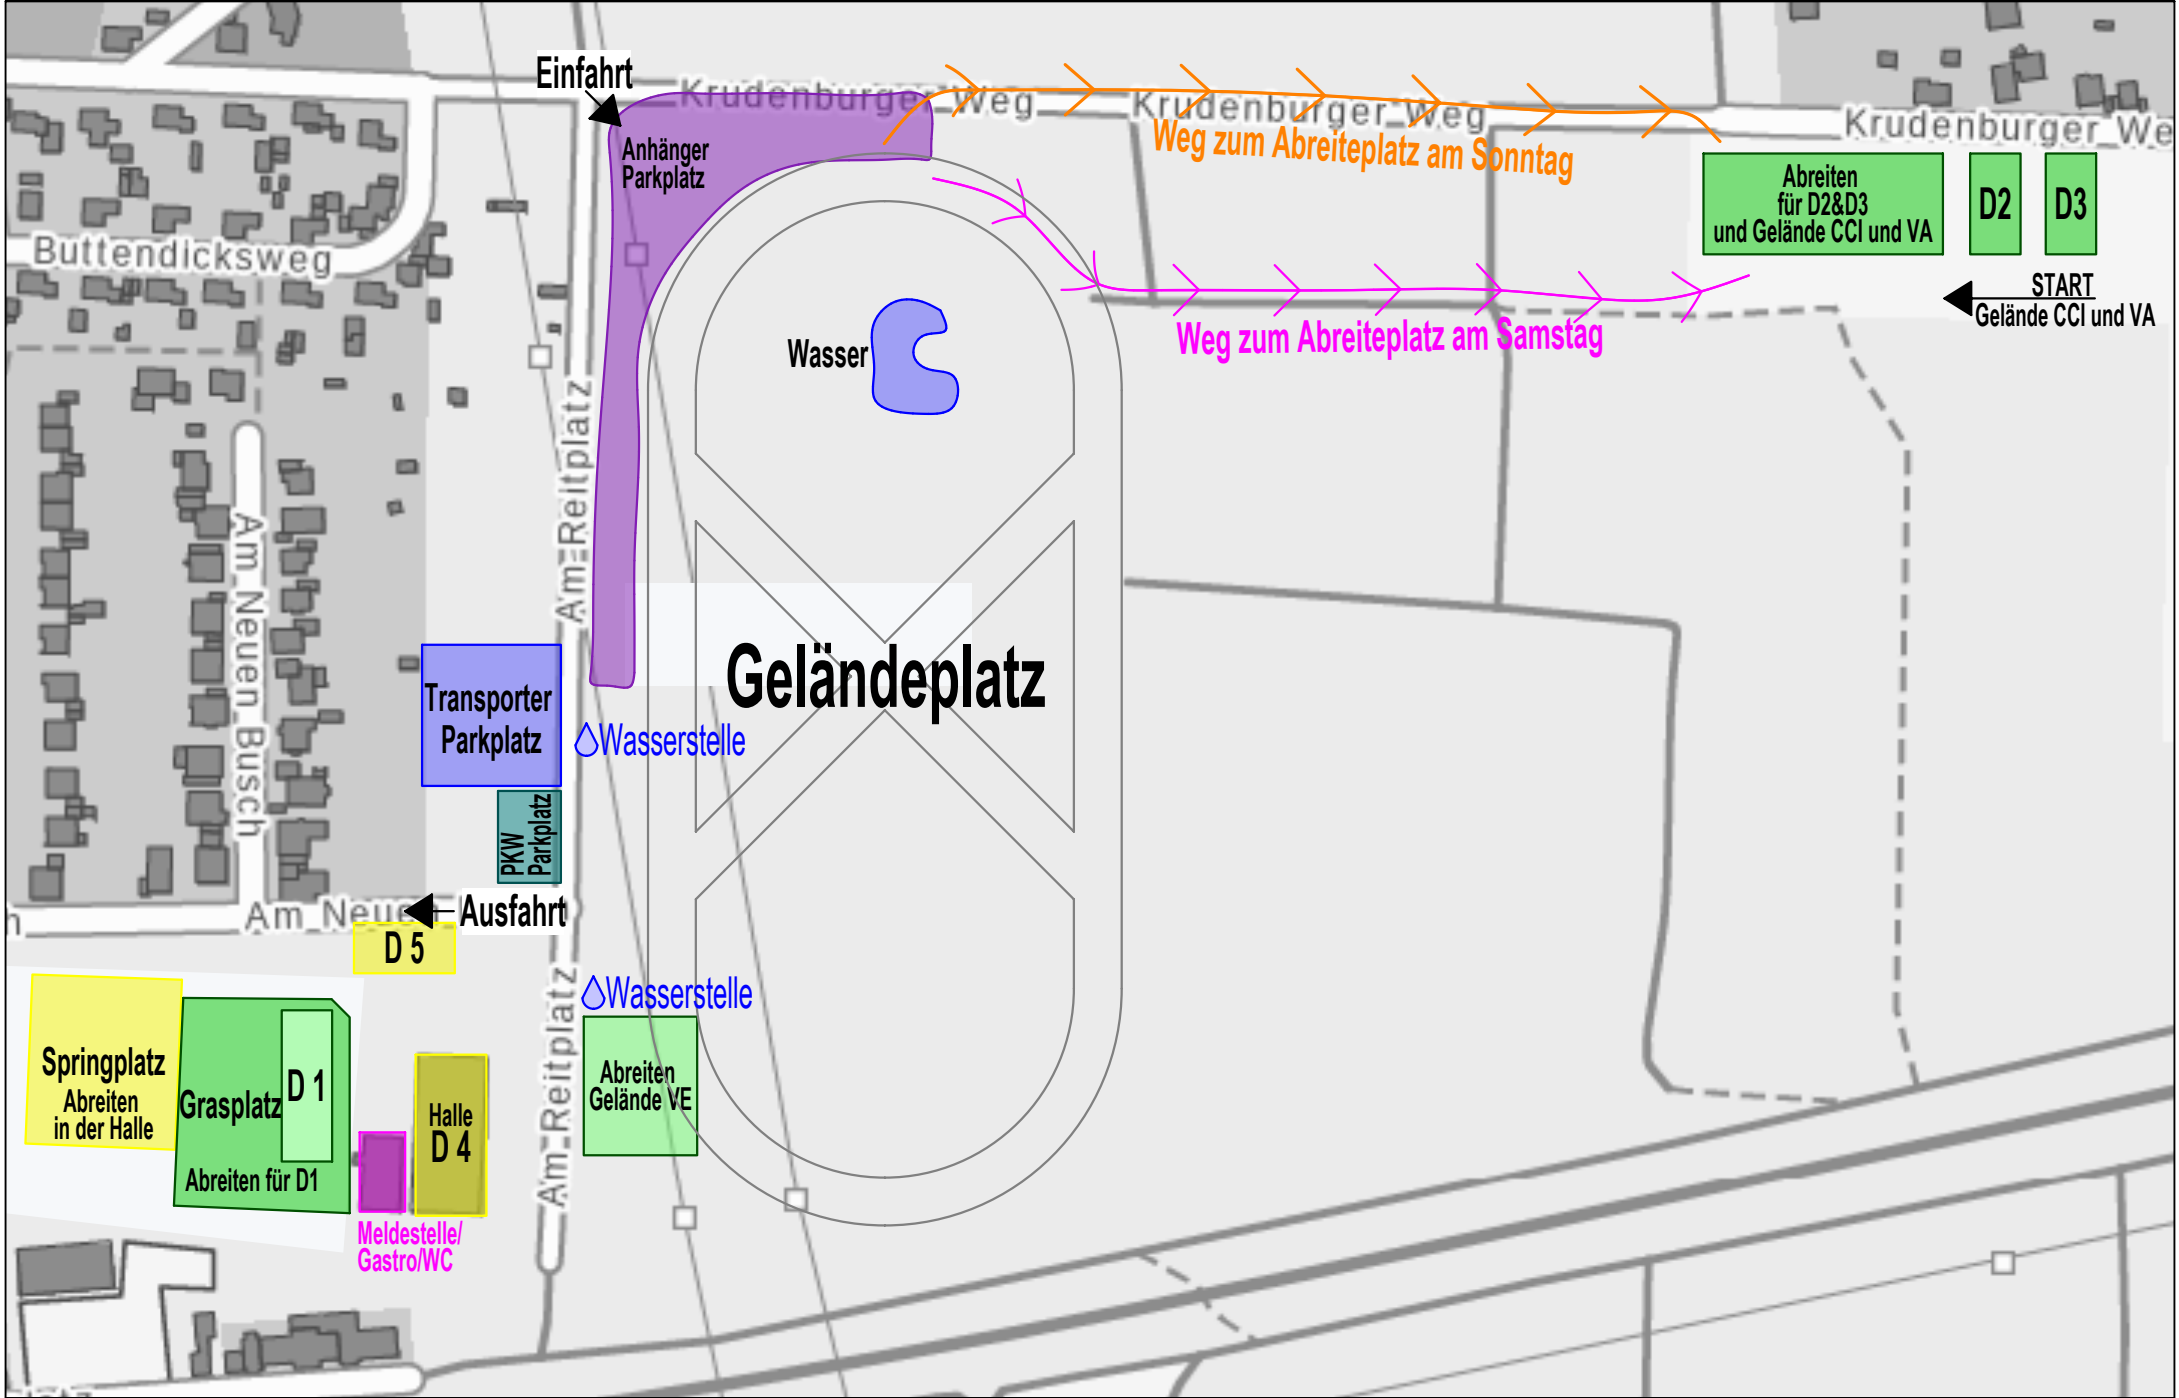 Einfahrt
Krudenburger Weg
Krudenburger Weg
Krudenburger We
Weg zum Abreiteplatz am Sonntag
Anhänger
Parkplatz
Abreiten
für D2&D3
und Gelände CCI und VA
D2
D3
Buttendicksweg
START
Gelände CCI und VA
Weg zum Abreiteplatz am Samstag
Wasser
Am Reitplatz
Am Neuen Busch
Geländeplatz
Transporter
Parkplatz
Wasserstelle
PKW
Parkplatz
Am Neuen
Ausfahrt
h
D 5
Wasserstelle
Springplatz
Abreiten
in der Halle
Grasplatz
D 1
Abreiten für D1
Halle
D 4
Am Reitplatz
Abreiten
Gelände VE
Meldestelle/
Gastro/WC